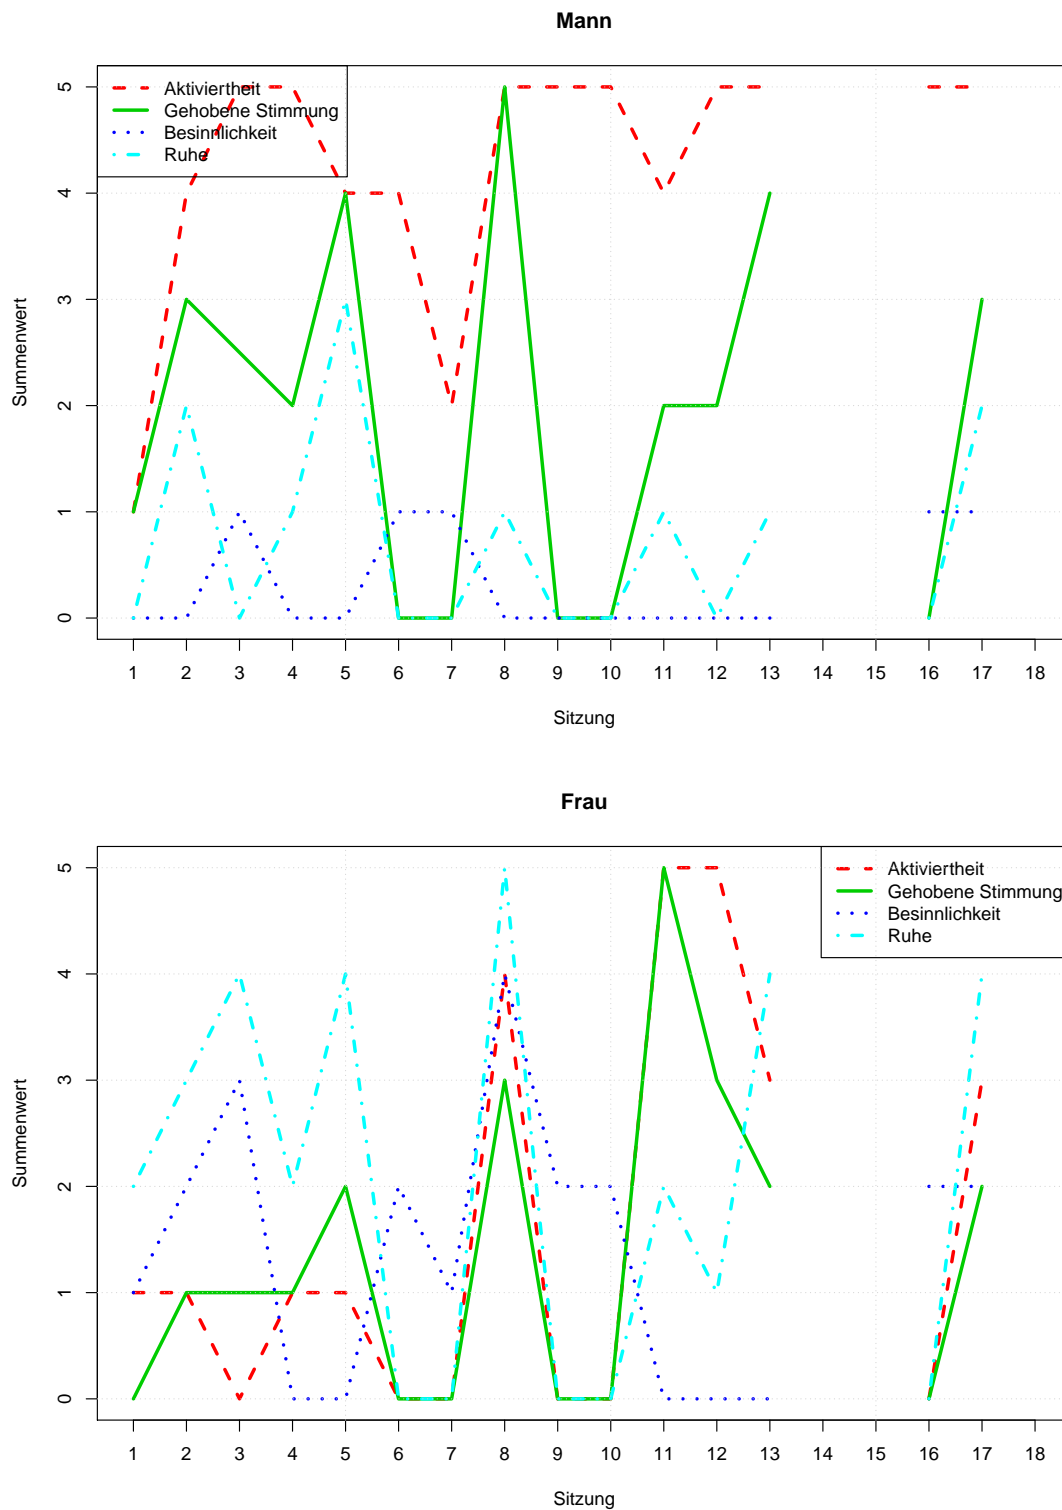 Mann
Aktiviertheit
Gehobene Stimmung
Besinnlichkeit
Ruhe
Summenwert
5
4
3
2
1
0
1 2 3 4 5 6 7 8 9 10 11 12 13 14 15 16 17 18
Sitzung
Frau
Aktiviertheit
Gehobene Stimmung
Besinnlichkeit
Ruhe
Summenwert
5
4
3
2
1
0
1 2 3 4 5 6 7 8 9 10 11 12 13 14 15 16 17 18
Sitzung